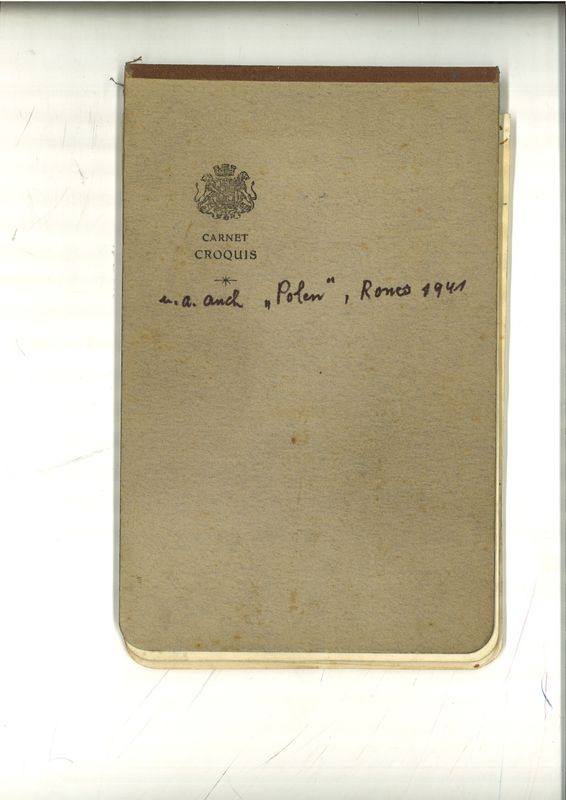 CARNET
CROQUIS
u. a. auch „Polen", Ronco 1941